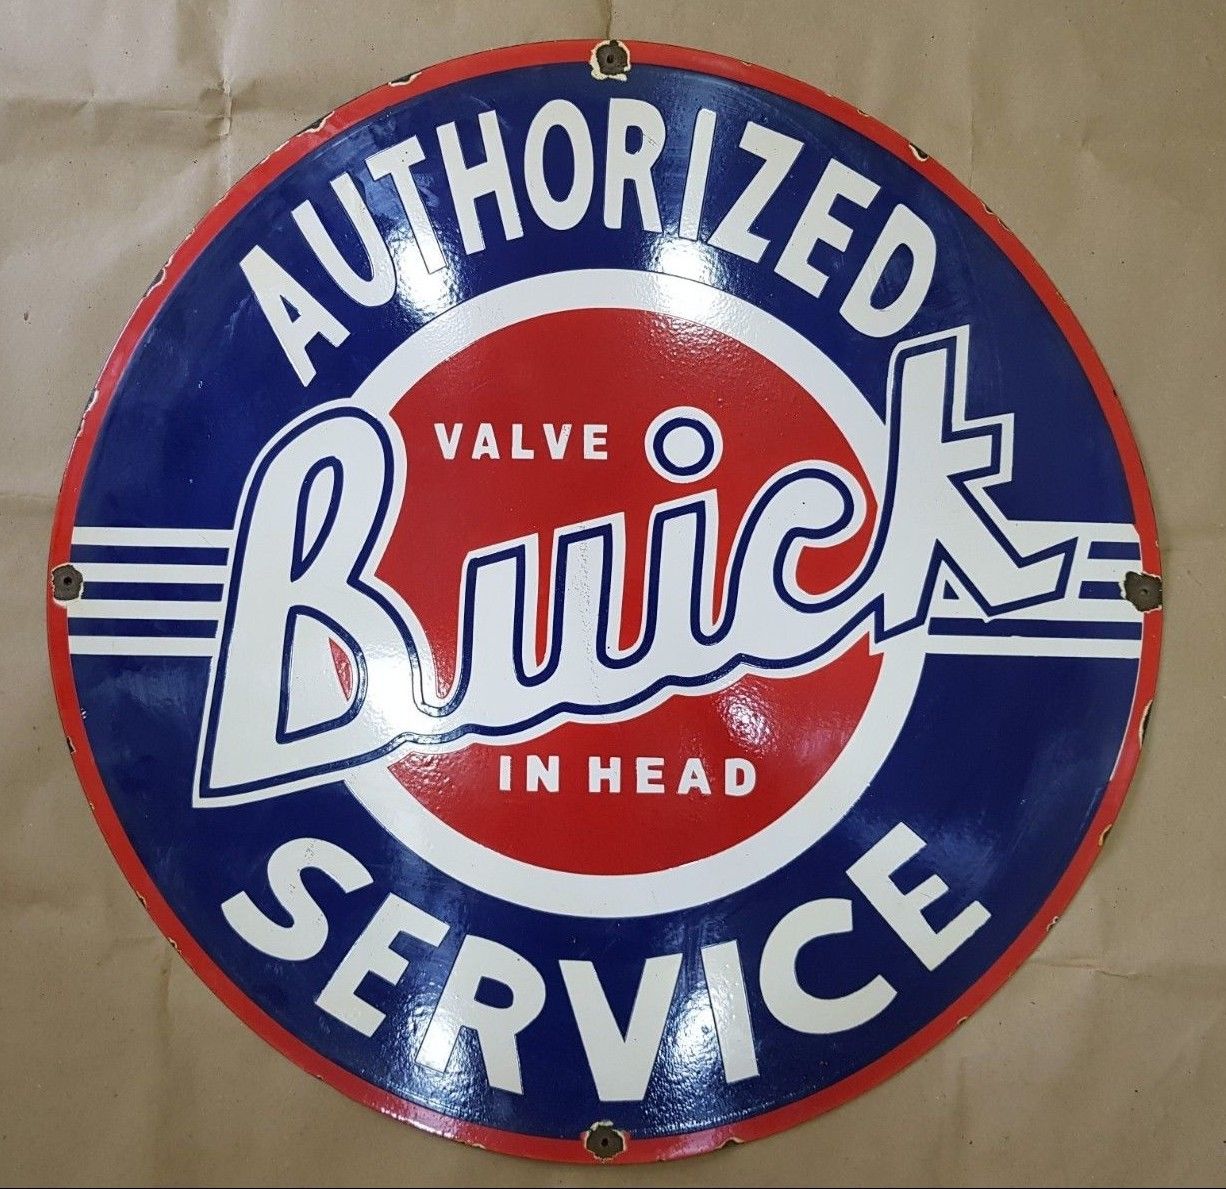 AUTHORIZED
VALVE
Buick
IN HEAD
SERVICE